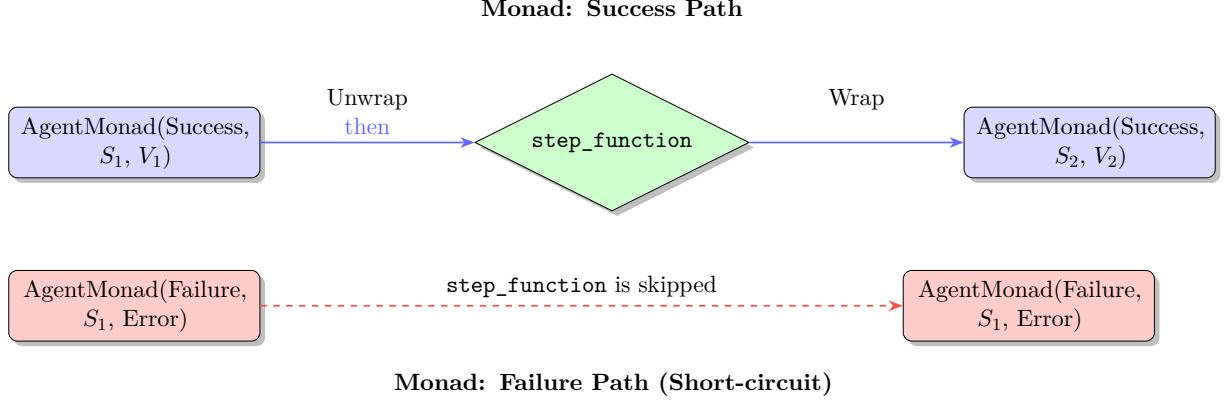 Monad: Success Path
Unwrap
then
Wrap
AgentMonad(Success,
S₁, V₁)
step_function
AgentMonad(Success,
S₂, V₂)
AgentMonad(Failure,
S₁, Error)
step_function is skipped
AgentMonad(Failure,
S₁, Error)
Monad: Failure Path (Short-circuit)